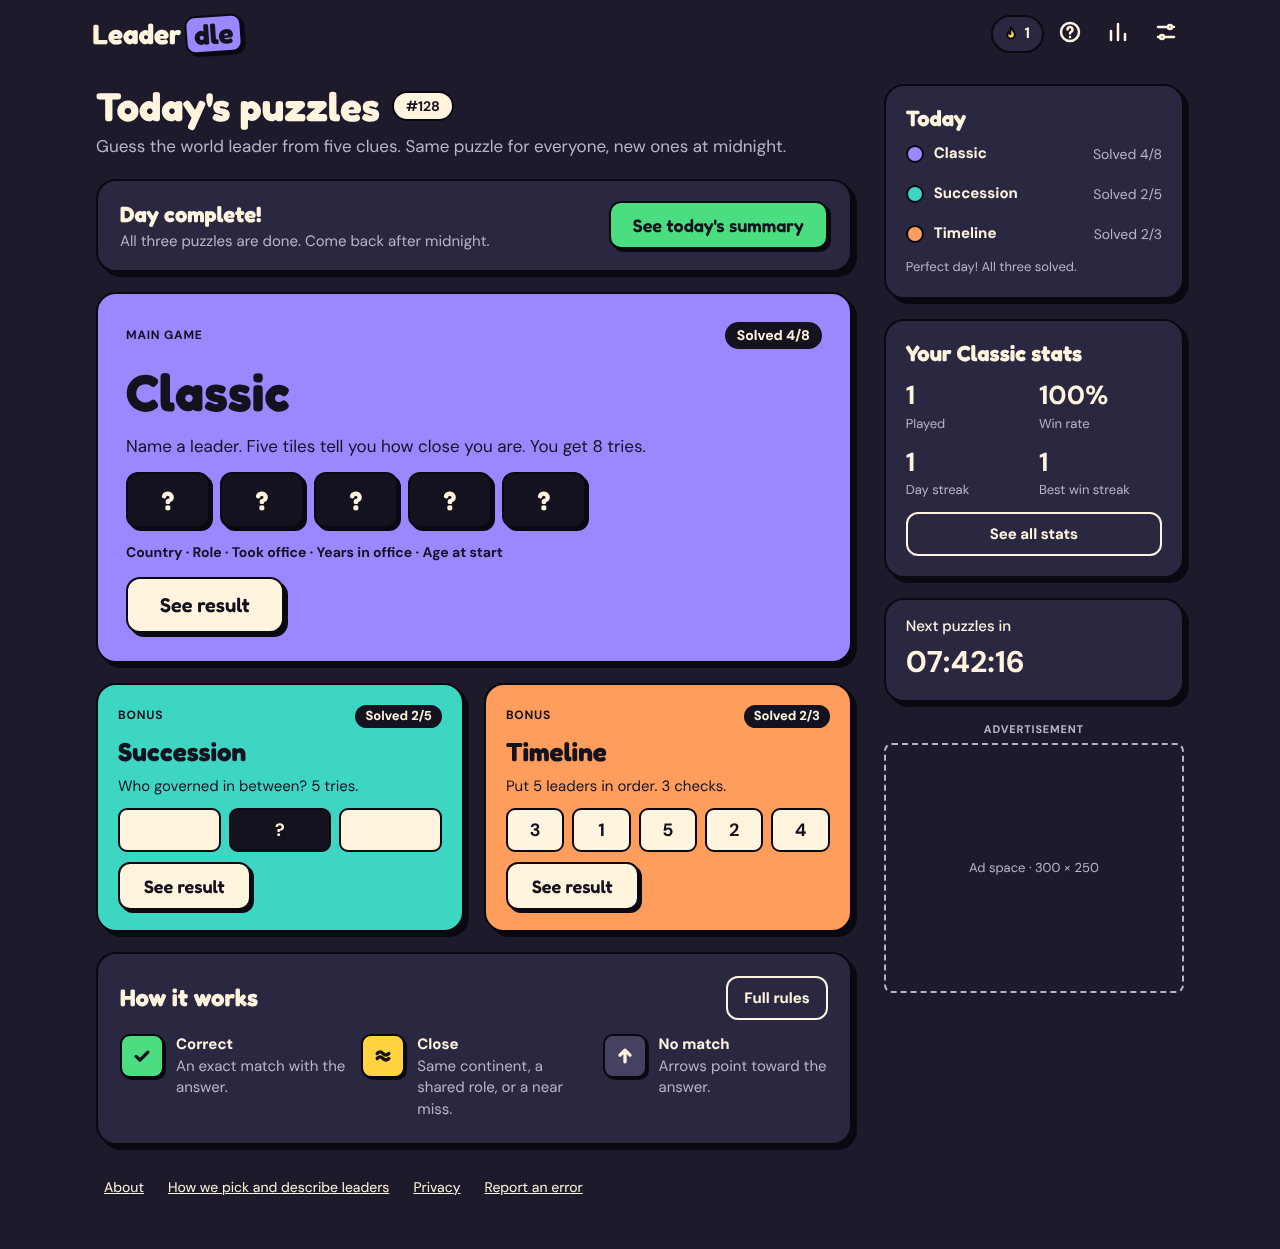 Leader dle
1
Today's puzzles
#128
Guess the world leader from five clues. Same puzzle for everyone, new ones at midnight.
Day complete!
All three puzzles are done. Come back after midnight.
See today's summary
MAIN GAME
Solved 4/8
Classic
Name a leader. Five tiles tell you how close you are. You get 8 tries.
? ? ? ? ?
Country · Role · Took office · Years in office · Age at start
See result
BONUS
Solved 2/5
Succession
Who governed in between? 5 tries.
?
See result
BONUS
Solved 2/3
Timeline
Put 5 leaders in order. 3 checks.
3 1 5 2 4
See result
How it works
Full rules
Correct
An exact match with the
answer.
Close
Same continent, a
shared role, or a near
miss.
No match
Arrows point toward the
answer.
Today
Classic Solved 4/8
Succession Solved 2/5
Timeline Solved 2/3
Perfect day! All three solved.
Your Classic stats
1 100%
Played Win rate
1 1
Day streak Best win streak
See all stats
Next puzzles in
07:42:16
ADVERTISEMENT
Ad space · 300 × 250
About How we pick and describe leaders Privacy Report an error